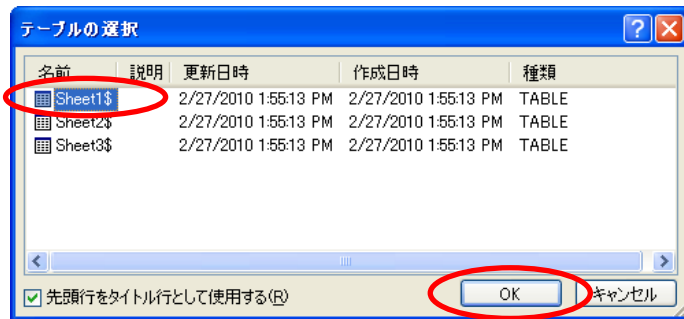 テーブルの選択
名前 説明 更新日時 作成日時 種類
Sheet1$ 2/27/2010 1:55:13 PM 2/27/2010 1:55:13 PM TABLE
Sheet2$ 2/27/2010 1:55:13 PM 2/27/2010 1:55:13 PM TABLE
Sheet3$ 2/27/2010 1:55:13 PM 2/27/2010 1:55:13 PM TABLE
先頭行をタイトル行として使用する(R) OK キャンセル